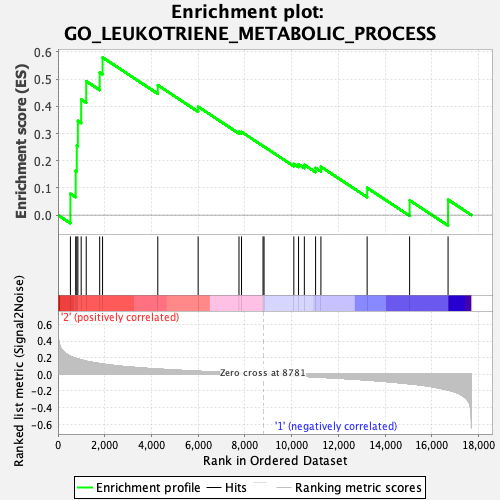 Enrichment plot:
GO_LEUKOTRIENE_METABOLIC_PROCESS
Enrichment score (ES)
0.6
0.5
0.4
0.3
0.2
0.1
0.0
Ranked list metric (Signal2Noise)
'2' (positively correlated)
0.6
0.4
0.2
0.0
-0.2
-0.4
-0.6
Zero cross at 8781
'1' (negatively correlated)
0 2,000 4,000 6,000 8,000 10,000 12,000 14,000 16,000 18,000
Rank in Ordered Dataset
Enrichment profile Hits Ranking metric scores